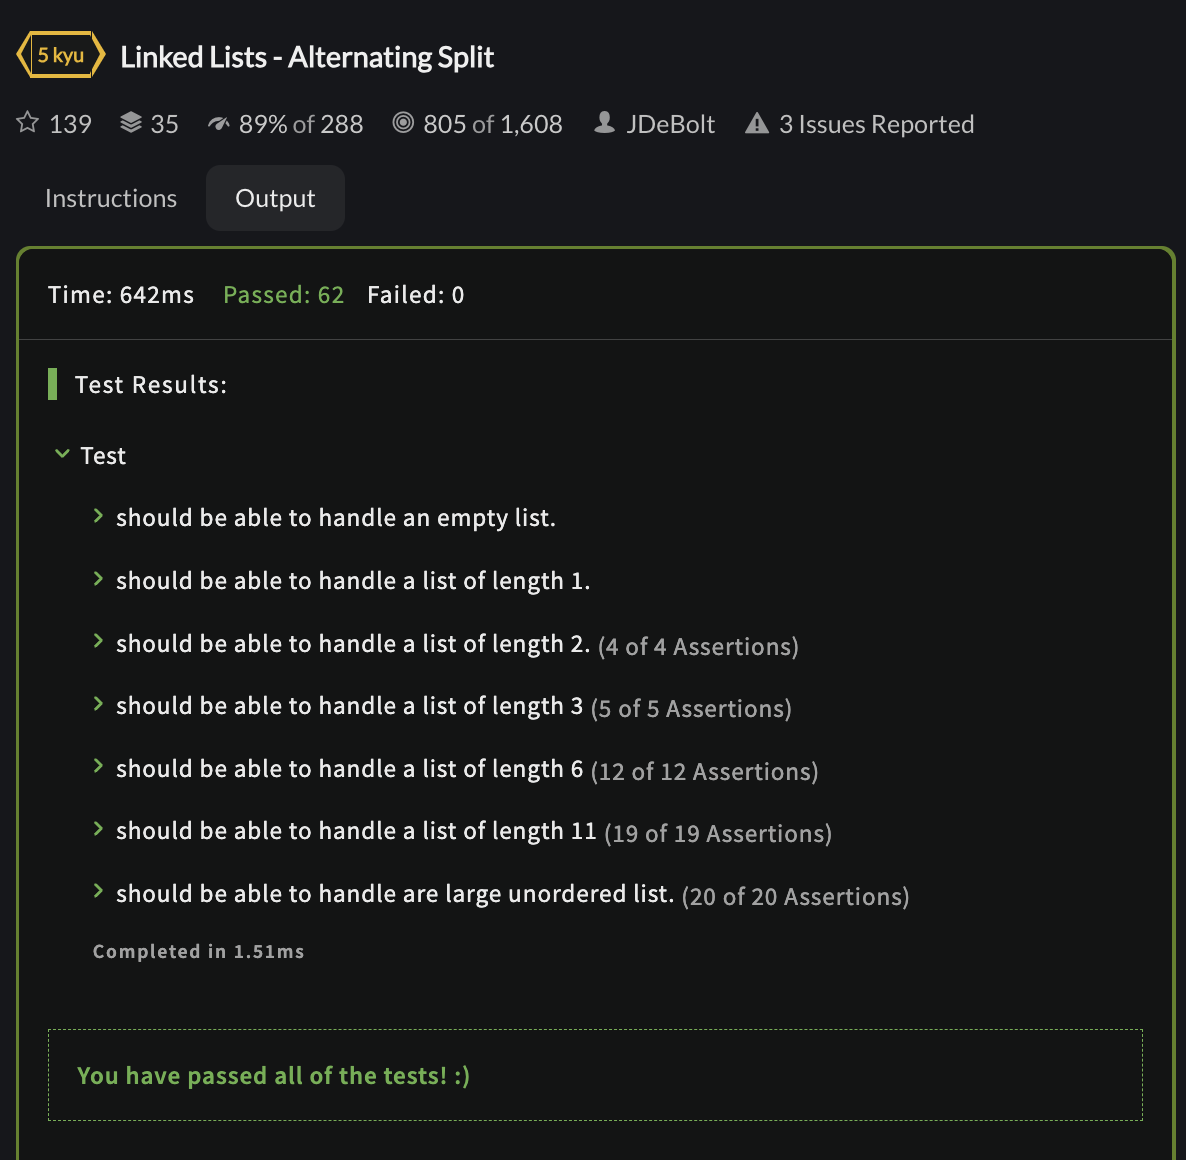 5 kyu Linked Lists - Alternating Split
139 35 89% of 288 805 of 1,608 JDeBolt 3 Issues Reported
Instructions Output
Time: 642ms Passed: 62 Failed: 0
Test Results:
Test
should be able to handle an empty list.
should be able to handle a list of length 1.
should be able to handle a list of length 2. (4 of 4 Assertions)
should be able to handle a list of length 3 (5 of 5 Assertions)
should be able to handle a list of length 6 (12 of 12 Assertions)
should be able to handle a list of length 11 (19 of 19 Assertions)
should be able to handle are large unordered list. (20 of 20 Assertions)
Completed in 1.51ms
You have passed all of the tests! :)